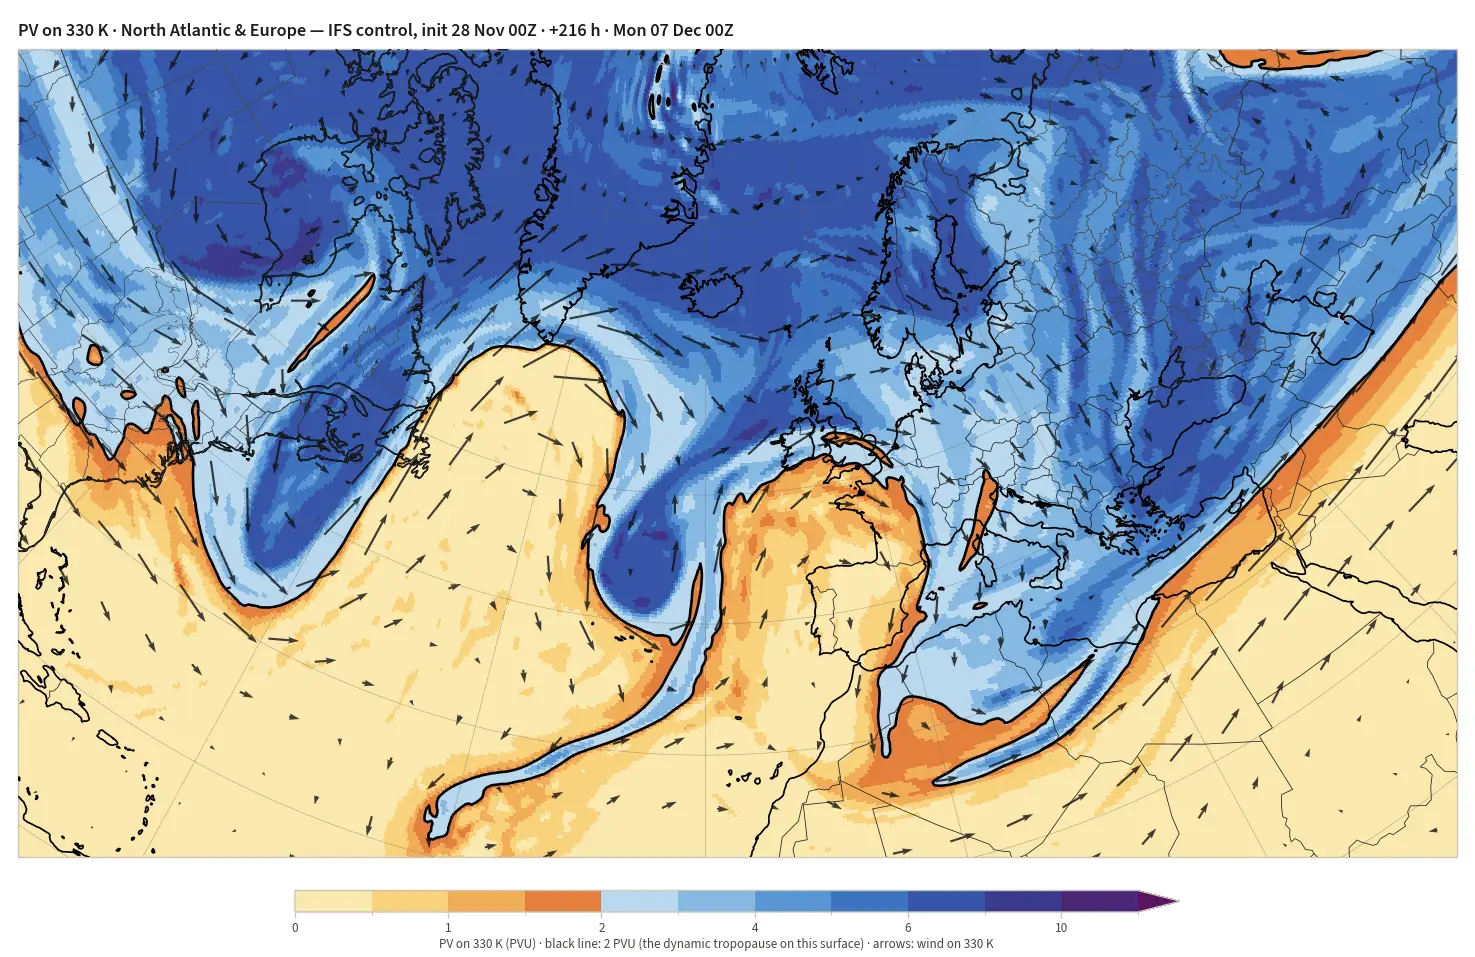 PV on 330 K · North Atlantic & Europe — IFS control, init 28 Nov 00Z · +216 h · Mon 07 Dec 00Z
0 1 2 4 6 10
PV on 330 K (PVU) · black line: 2 PVU (the dynamic tropopause on this surface) · arrows: wind on 330 K